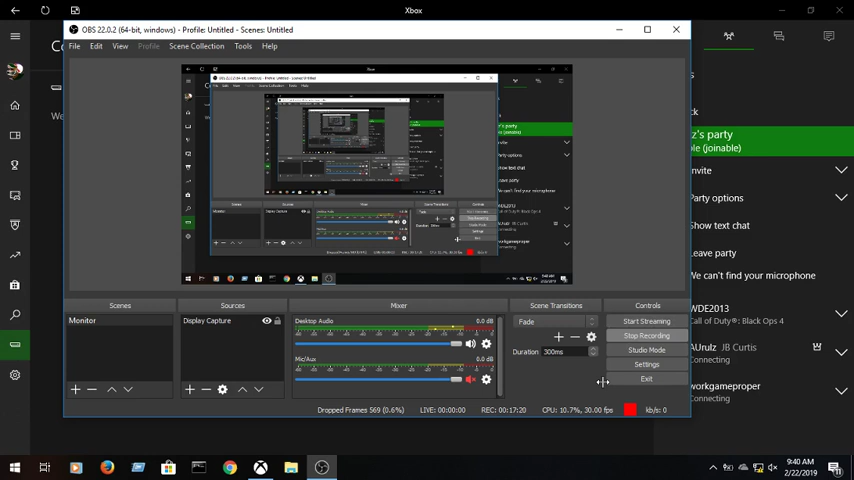 Xbox
OBS 22.0.2 (64-bit, windows) - Profile: Untitled - Scenes: Untitled
File Edit View Profile Scene Collection Tools Help
z's party
le (joinable)
nvite
Party options
Show text chat
Leave party
We can't find your microphone
WDE2013
Call of Duty®: Black Ops 4
AUrulz JB Curtis
Connecting
workgameproper
Connecting
Scenes
Monitor
Sources
Display Capture
Mixer
Desktop Audio 0.0 dB
Mic/Aux 0.0 dB
Scene Transitions
Fade
Duration 300ms
Controls
Start Streaming
Stop Recording
Studio Mode
Settings
Exit
Dropped Frames 569 (0.6%) LIVE: 00:00:00 REC: 00:17:20 CPU: 10.7%, 30.00 fps kb/s: 0
9:40 AM
2/22/2019